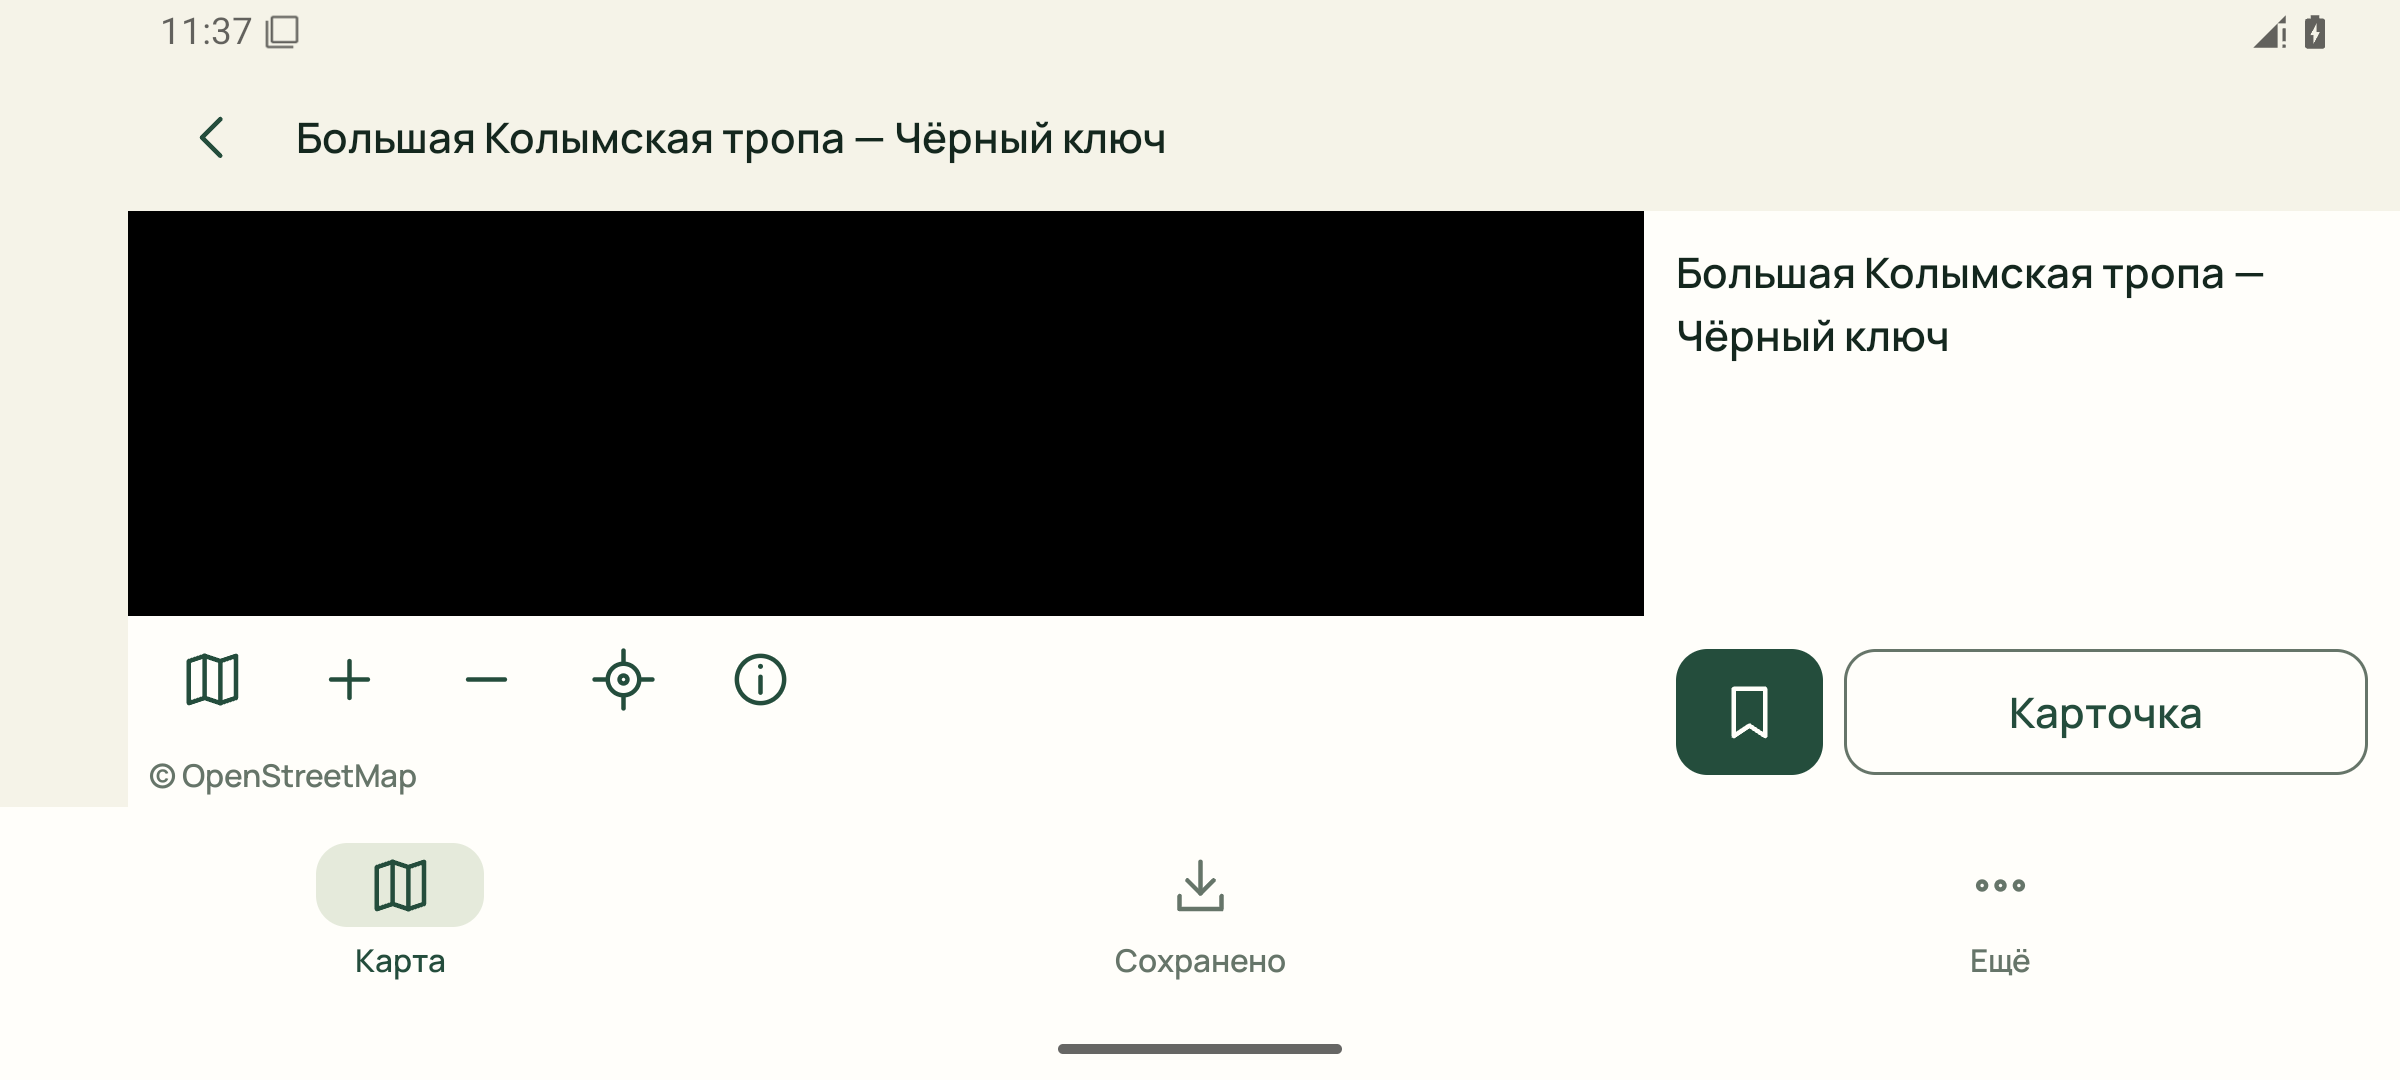 11:37
Большая Колымская тропа — Чёрный ключ
Большая Колымская тропа —
Чёрный ключ
Карточка
© OpenStreetMap
Карта
Сохранено
Ещё